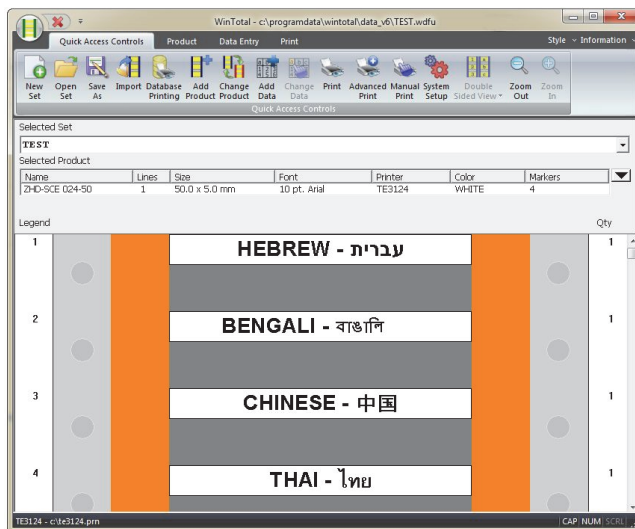 WinTotal - c:\programdata\wintotal\data_v6\TEST.wdfu
Quick Access Controls Product Data Entry Print Style Information
New Set Open Set Save As Import Database Printing Add Product Change Product Add Data Change Data Print Advanced Print Manual Print System Setup Double Sided View Zoom Out Zoom In
Quick Access Controls
Selected Set
TEST
Selected Product
Name Lines Size Font Printer Color Markers
ZHD-SCE 024-50 1 50.0 x 5.0 mm 10 pt. Arial TE3124 WHITE 4
Legend Qty
1 HEBREW - עברית 1
2 BENGALI - বাঙালি 1
3 CHINESE - 中国 1
4 THAI - ไทย 1
TE3124 - c:\te3124.prn CAP NUM SCRL